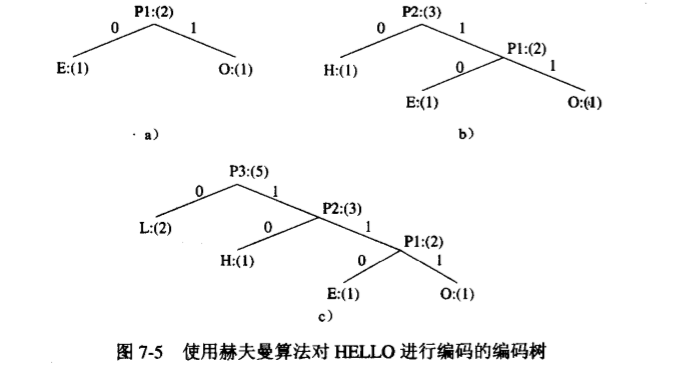 P1:(2)
0 1
E:(1) O:(1)
a)
P2:(3)
0 1
H:(1) P1:(2)
0 1
E:(1) O:(1)
b)
P3:(5)
0 1
L:(2) P2:(3)
0 1
H:(1) P1:(2)
0 1
E:(1) O:(1)
c)
图 7-5 使用赫夫曼算法对 HELLO 进行编码的编码树